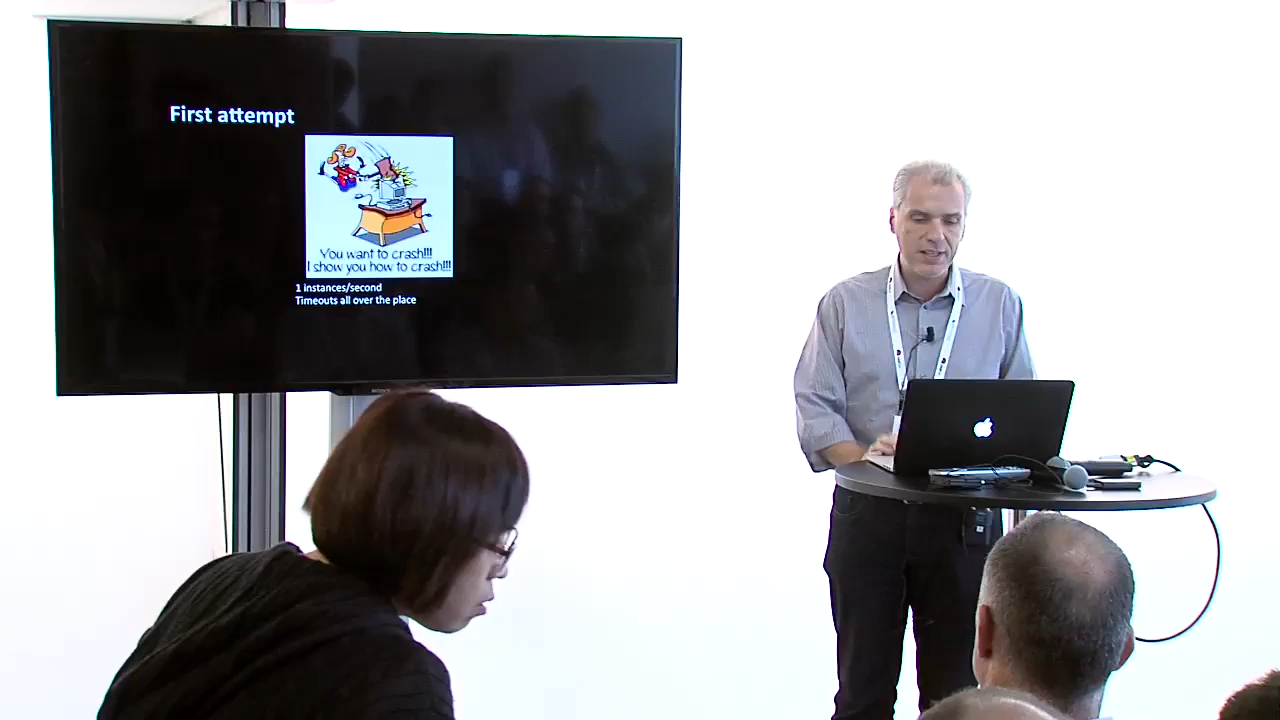 First attempt
You want to crash!!!
I show you how to crash!!!
1 instances/second
Timeouts all over the place
SONY